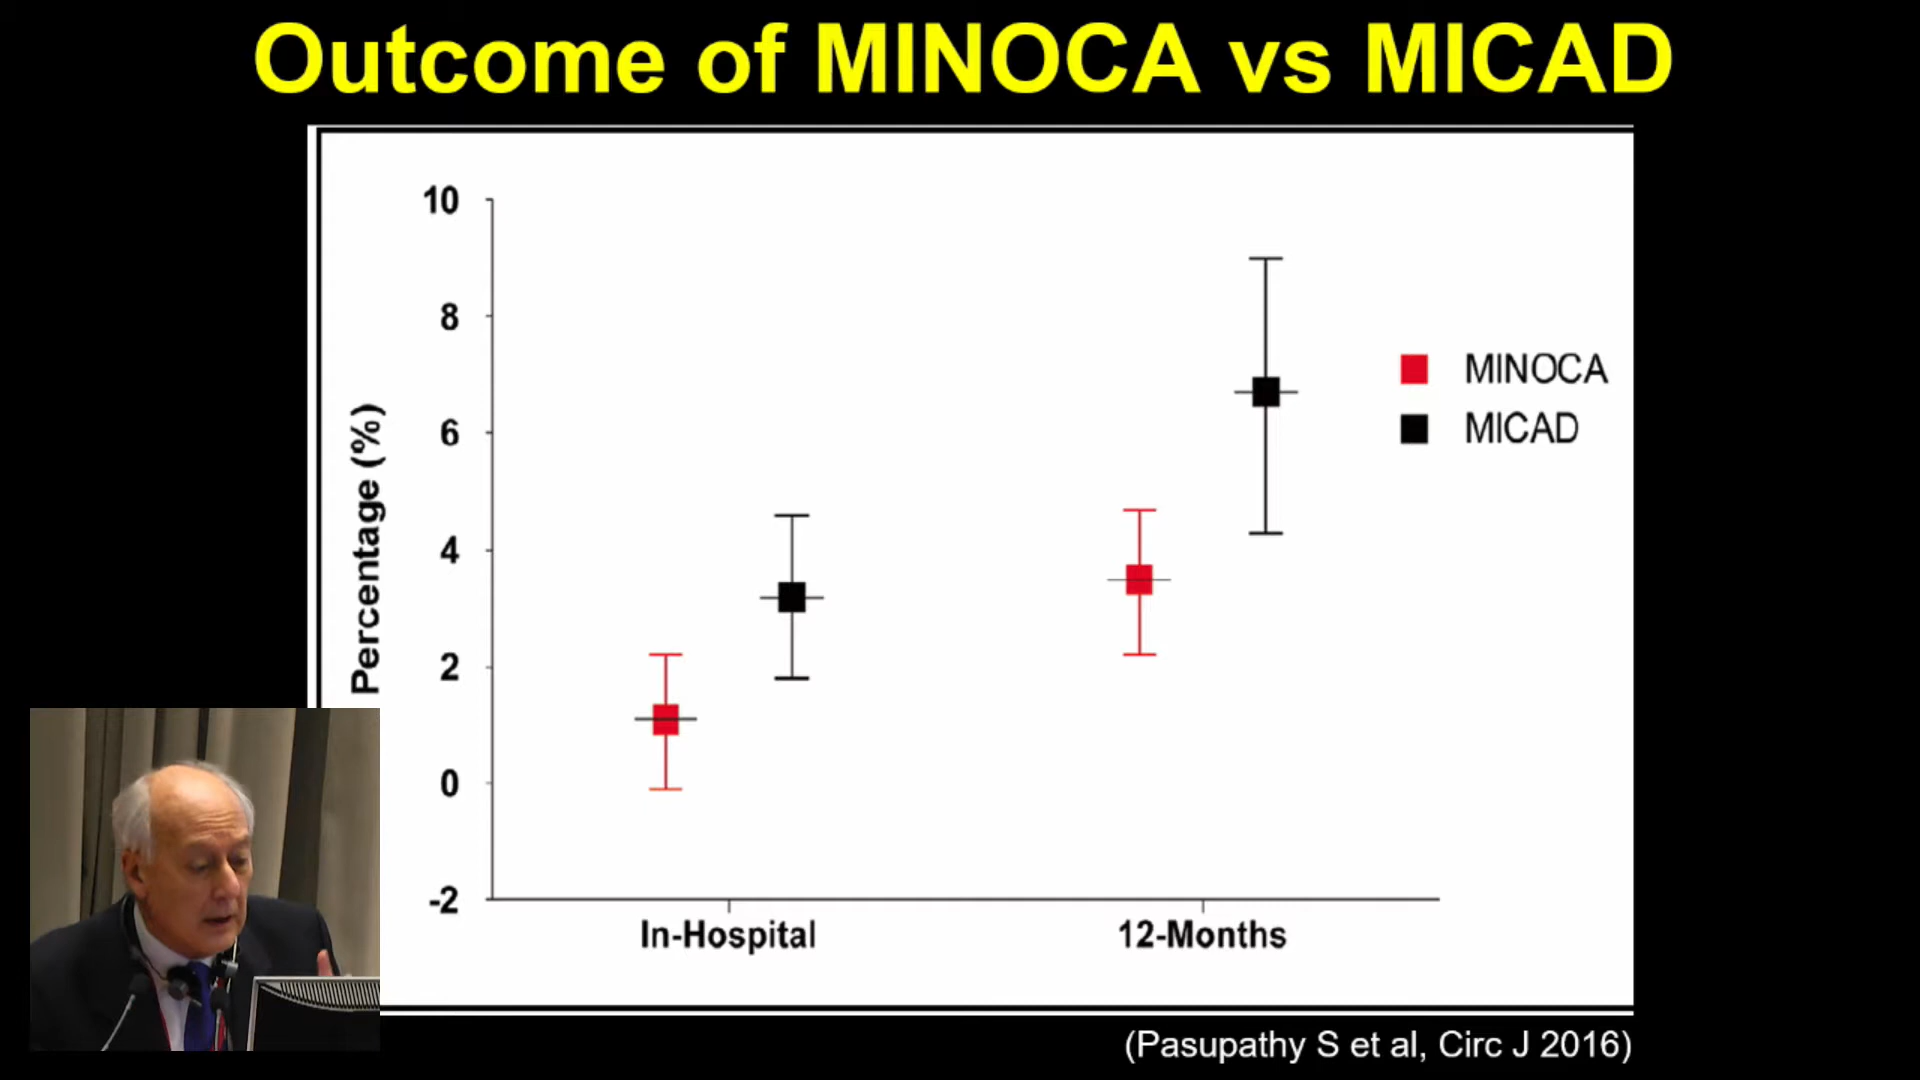 Outcome of MINOCA vs MICAD
10
8
6
4
2
0
-2
Percentage (%)
MINOCA
MICAD
In-Hospital
12-Months
(Pasupathy S et al, Circ J 2016)